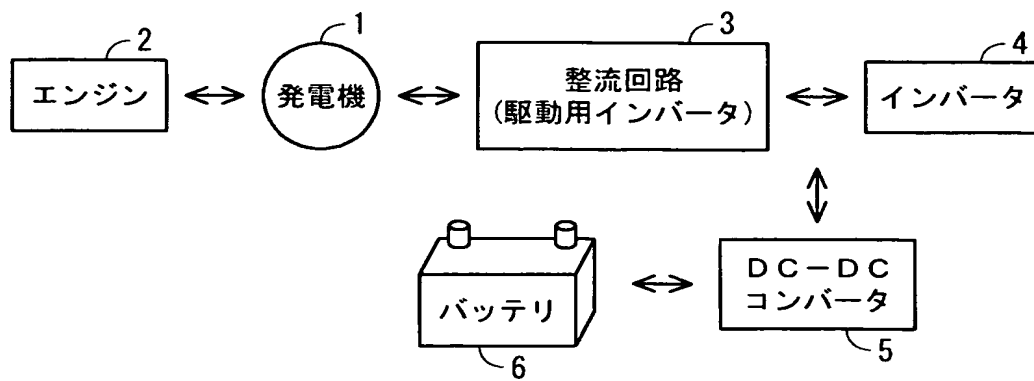 2
エンジン
1
発電機
3
整流回路
(駆動用インバータ)
4
インバータ
バッテリ
6
DC-DC
コンバータ
5